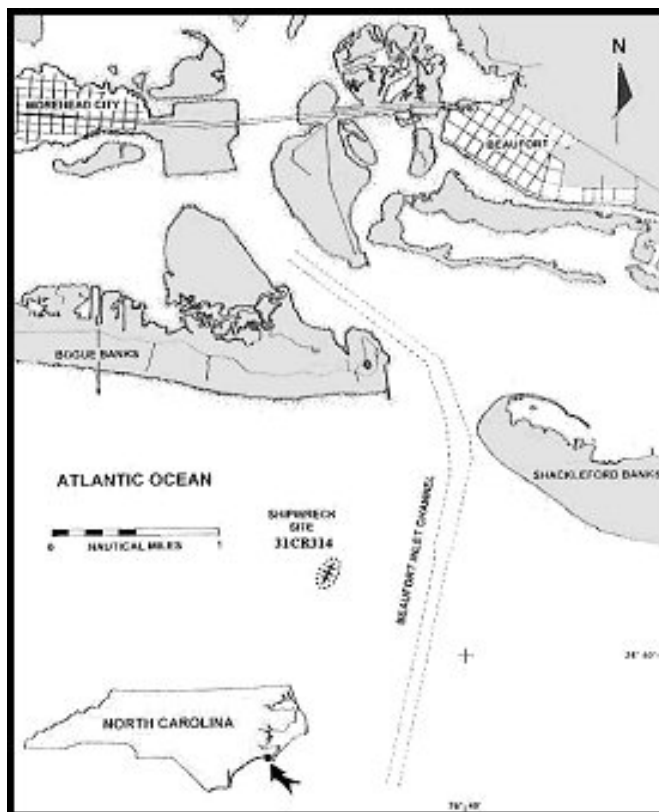 N
MOREHEAD CITY
BEAUFORT
BOGUE BANKS
SHACKLEFORD BANKS
ATLANTIC OCEAN
0 NAUTICAL MILES 1
SHIPWRECK
SITE
31CR314
BEAUFORT INLET CHANNEL
NORTH CAROLINA